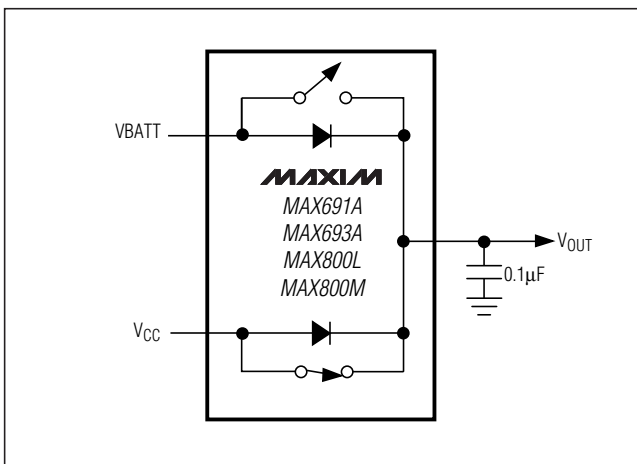 VBATT
MAXIM
MAX691A
MAX693A
MAX800L
MAX800M
VOUT
0.1μF
VCC